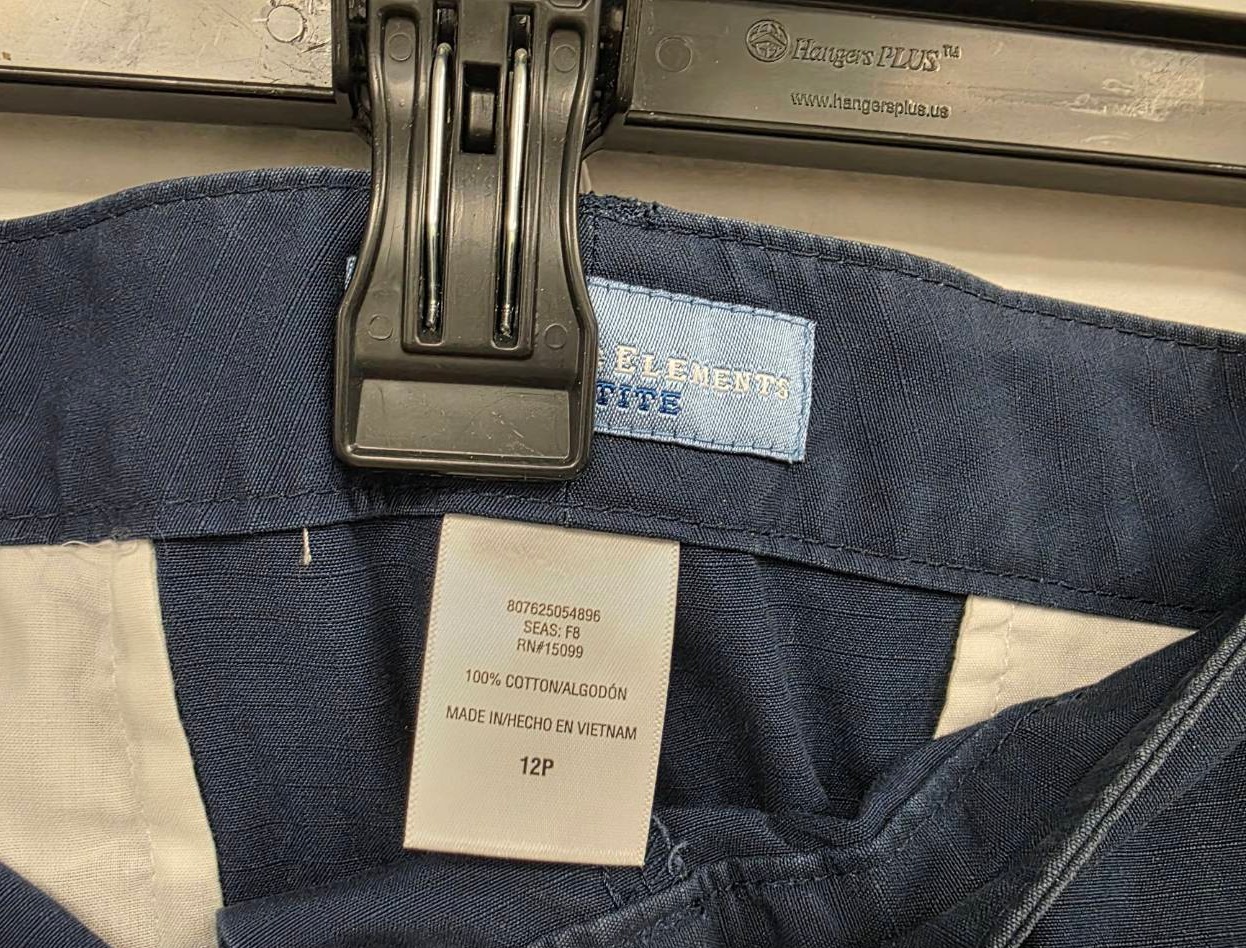 Hangers PLUS™
www.hangersplus.us
ELEMENTS
TITE
807625054896
SEAS: F8
RN#15099
100% COTTON/ALGODÓN
MADE IN/HECHO EN VIETNAM
12P